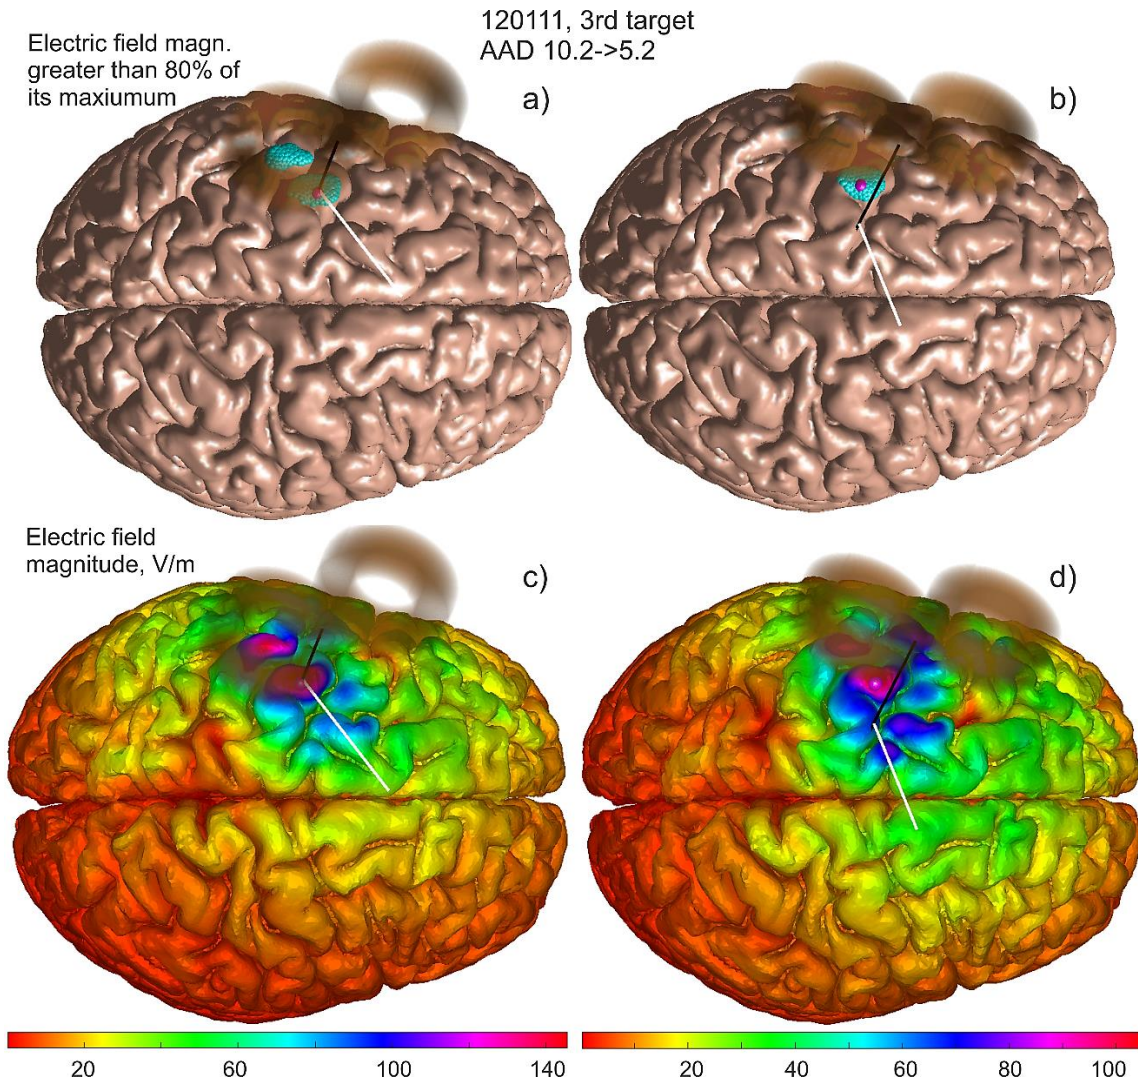 120111, 3rd target
AAD 10.2->5.2
Electric field magn.
greater than 80% of
its maxiumum
a)
b)
Electric field
magnitude, V/m
c)
d)
20 60 100 140
20 40 60 80 100